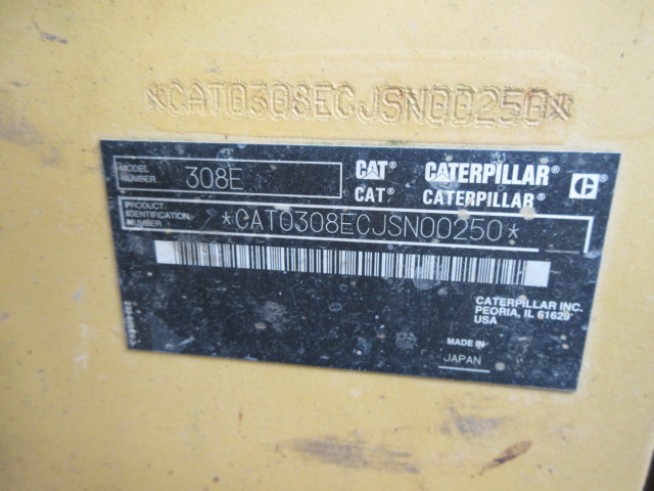 *CAT0308ECJSN00250*
MODEL NUMBER 308E
CAT® CATERPILLAR®
CAT® CATERPILLAR®
PRODUCT IDENTIFICATION NUMBER
*CAT0308ECJSN00250*
CATERPILLAR INC.
PEORIA, IL 61629
USA
MADE IN
JAPAN